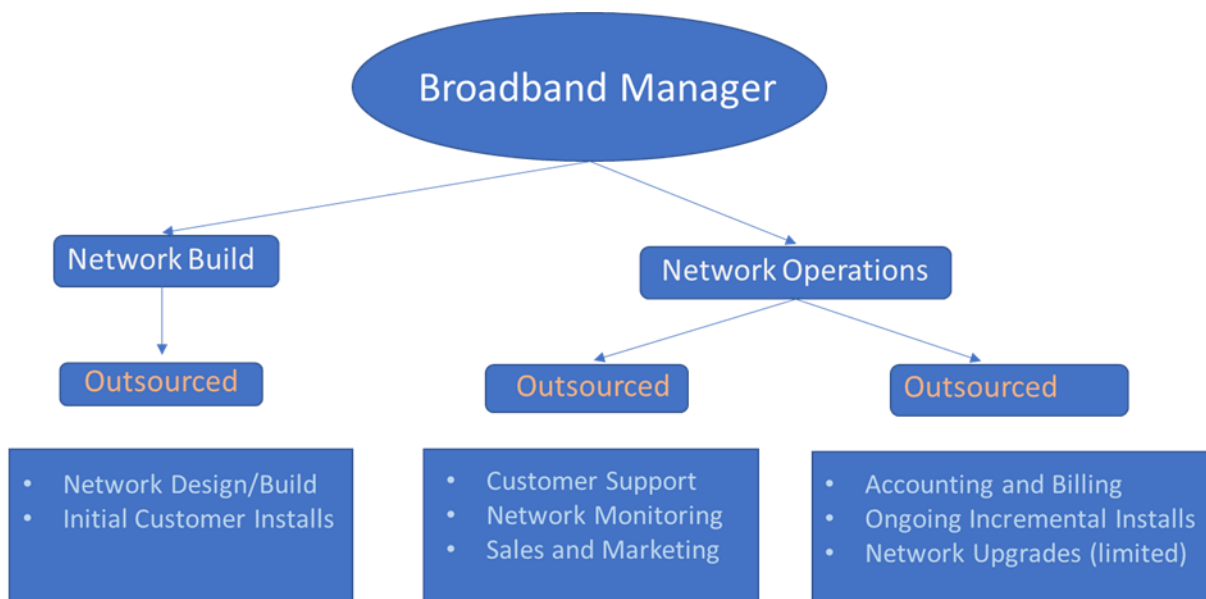 Broadband Manager
Network Build
Network Operations
Outsourced
Outsourced
Outsourced
• Network Design/Build
• Initial Customer Installs
• Customer Support
• Network Monitoring
• Sales and Marketing
• Accounting and Billing
• Ongoing Incremental Installs
• Network Upgrades (limited)